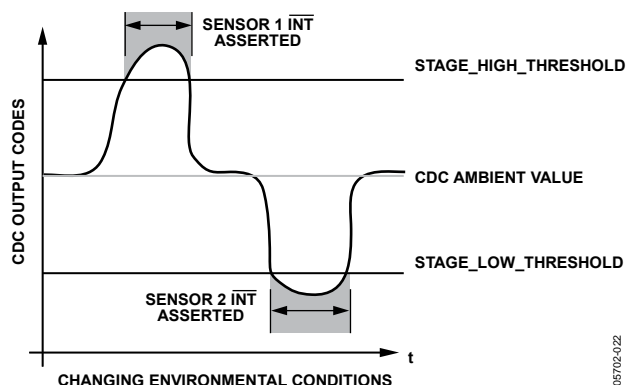 SENSOR 1 INT
ASSERTED
STAGE_HIGH_THRESHOLD
CDC OUTPUT CODES
CDC AMBIENT VALUE
STAGE_LOW_THRESHOLD
SENSOR 2 INT
ASSERTED
t
CHANGING ENVIRONMENTAL CONDITIONS
05702-022